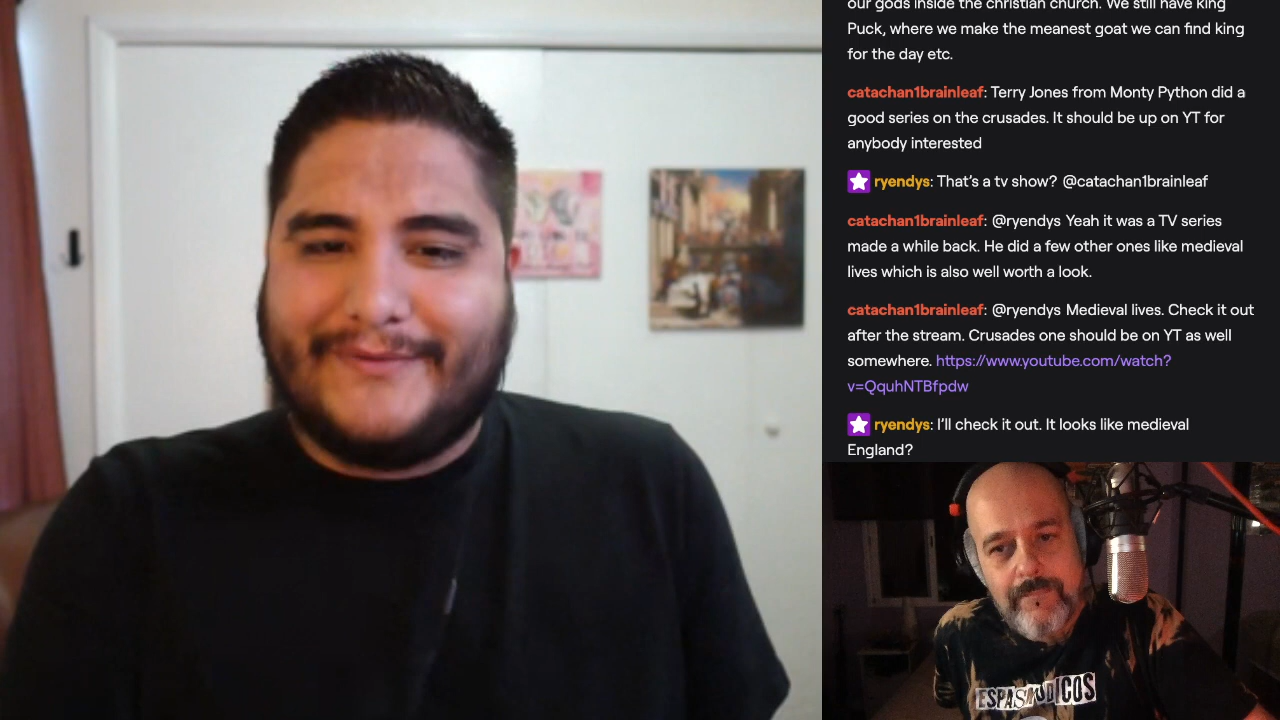 our gods inside the christian church. We still have king
Puck, where we make the meanest goat we can find king
for the day etc.
catachan1brainleaf: Terry Jones from Monty Python did a
good series on the crusades. It should be up on YT for
anybody interested
ryendys: That's a tv show? @catachan1brainleaf
catachan1brainleaf: @ryendys Yeah it was a TV series
made a while back. He did a few other ones like medieval
lives which is also well worth a look.
catachan1brainleaf: @ryendys Medieval lives. Check it out
after the stream. Crusades one should be on YT as well
somewhere. https://www.youtube.com/watch?
v=QquhNTBfpdw
ryendys: I'll check it out. It looks like medieval
England?
ESPASMODICOS